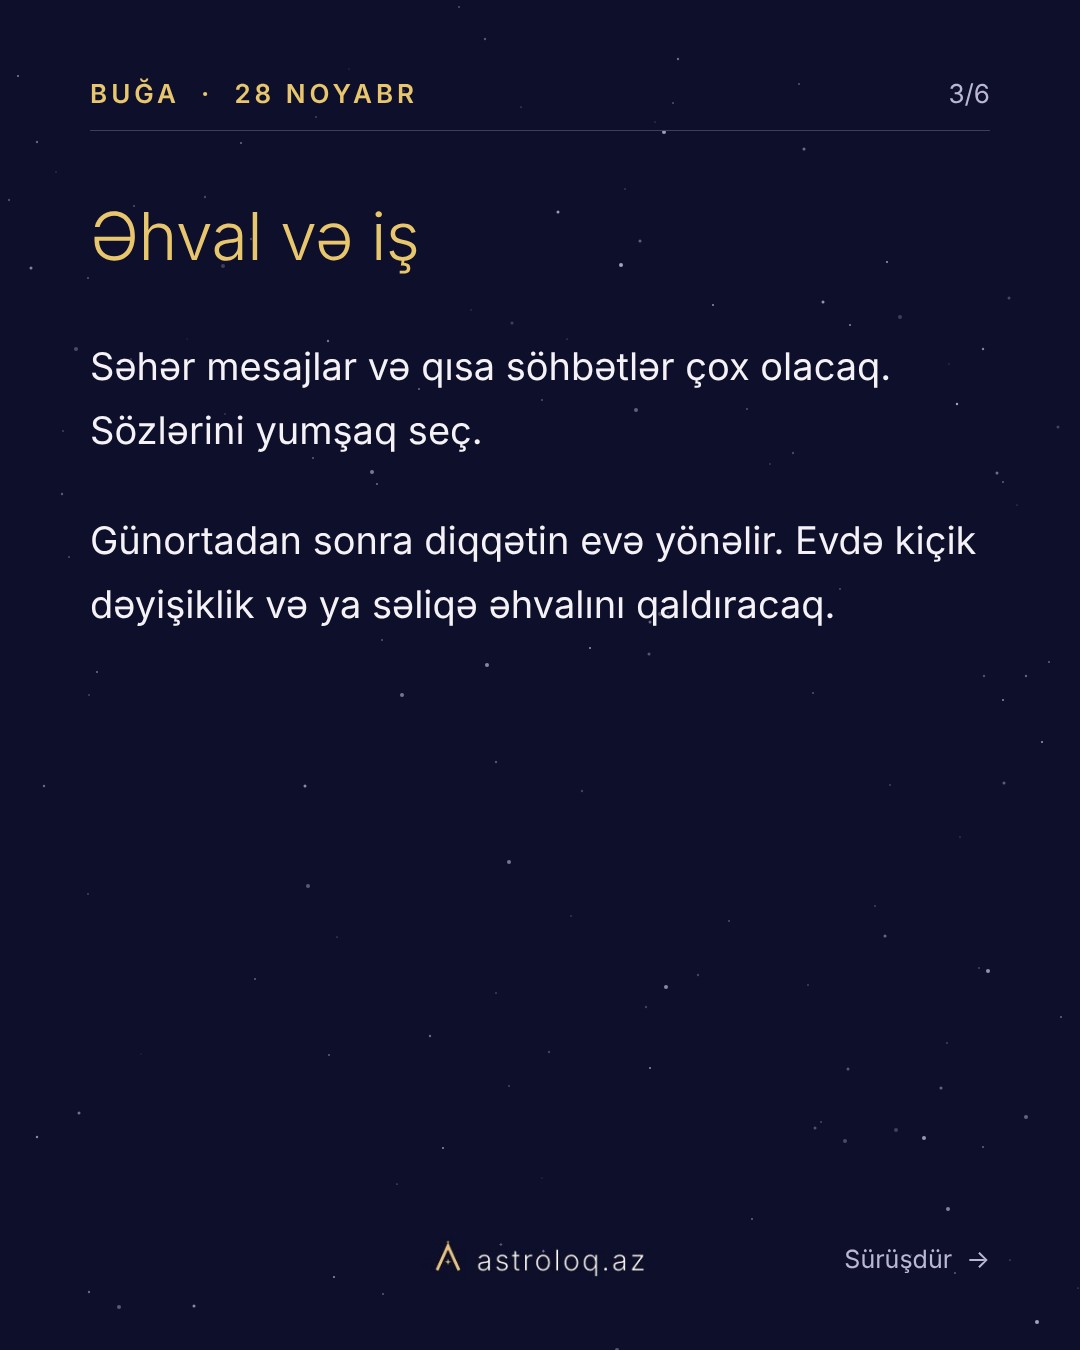 BUĞA · 28 NOYABR 3/6
Əhval və iş
Səhər mesajlar və qısa söhbətlər çox olacaq.
Sözlərini yumşaq seç.
Günortadan sonra diqqətin evə yönəlir. Evdə kiçik
dəyişiklik və ya səliqə əhvalını qaldıracaq.
astroloq.az Sürüşdür →